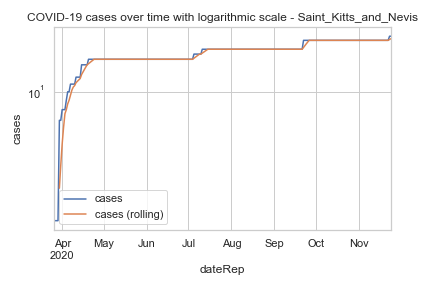 COVID-19 cases over time with logarithmic scale - Saint_Kitts_and_Nevis
cases
10¹
cases
cases (rolling)
Apr May Jun Jul Aug Sep Oct Nov
2020
dateRep